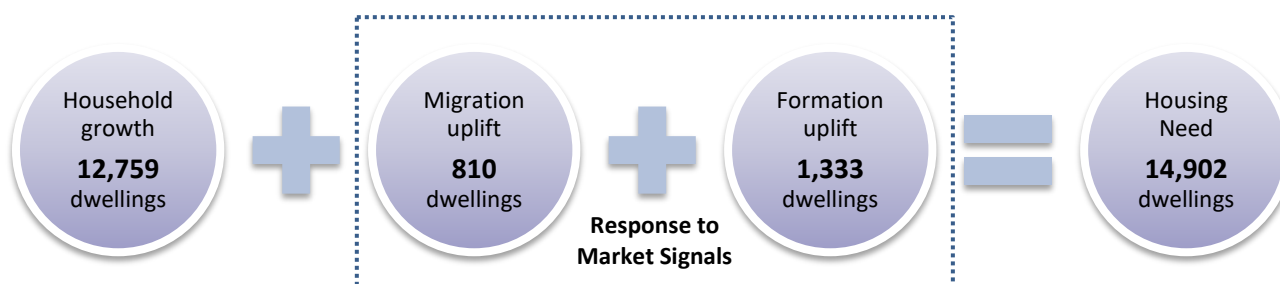 Household
growth
12,759
dwellings
Migration
uplift
810
dwellings
Response to
Market Signals
Formation
uplift
1,333
dwellings
Housing
Need
14,902
dwellings